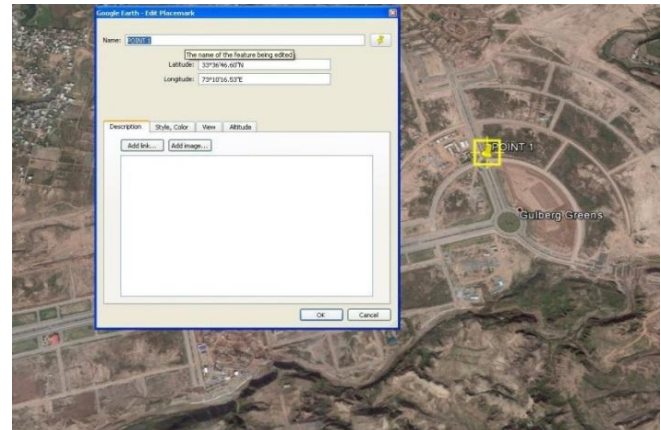 Google Earth - Edit Placemark
Name: POINT 1
The name of the feature being edited
Latitude: 33°36'46.60"N
Longitude: 73°10'16.53"E
Description Style, Color View Altitude
Add link... Add image...
OK Cancel
POINT 1
Gulberg Greens